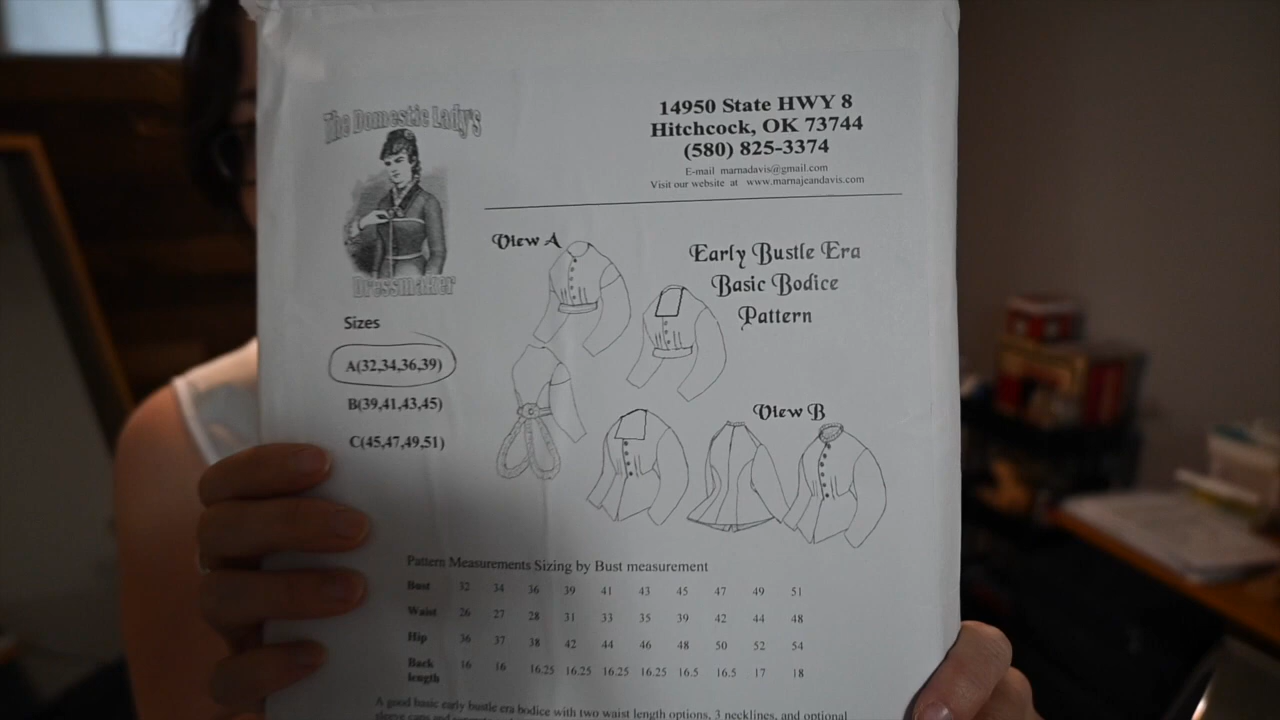 The Domestic Lady's
Dressmaker
14950 State HWY 8
Hitchcock, OK 73744
(580) 825-3374
E-mail marnadavis@gmail.com
Visit our website at www.marnajeandavis.com
View A
Early Bustle Era
Basic Bodice
Pattern
Sizes
A(32,34,36,39)
B(39,41,43,45)
C(45,47,49,51)
View B
Pattern Measurements Sizing by Bust measurement
Bust 32 34 36 39 41 43 45 47 49 51
Waist 26 27 28 31 33 35 39 42 44 48
Hip 36 37 38 42 44 46 48 50 52 54
Back length 16 16 16.25 16.25 16.25 16.25 16.5 16.5 17 18
A good basic early bustle era bodice with two waist length options, 3 necklines, and optional
sleeve caps and